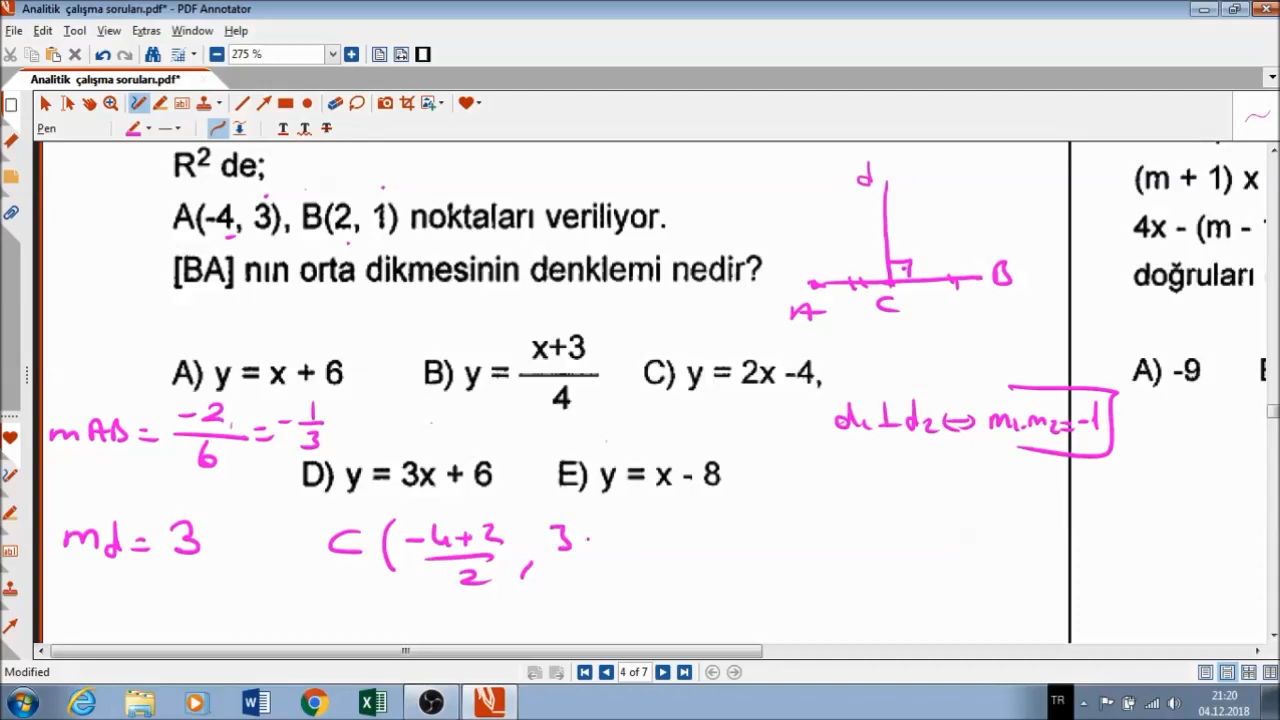 Analitik çalışma soruları.pdf* - PDF Annotator
File Edit Tool View Extras Window Help
275 %
Analitik çalışma soruları.pdf*
Pen
R² de;
A(-4, 3), B(2, 1) noktaları veriliyor.
[BA] nın orta dikmesinin denklemi nedir?
d
A C B
A) y = x + 6 B) y = x+3/4 C) y = 2x -4,
mAB = -2/6 = -1/3
d₁ ⊥ d₂ ⇔ m₁.m₂ = -1
D) y = 3x + 6 E) y = x - 8
md = 3 C ( -4+2/2 , 3
(m + 1) x
4x - (m -
doğruları
A) -9
Modified
4 of 7
TR
21:20
04.12.2018